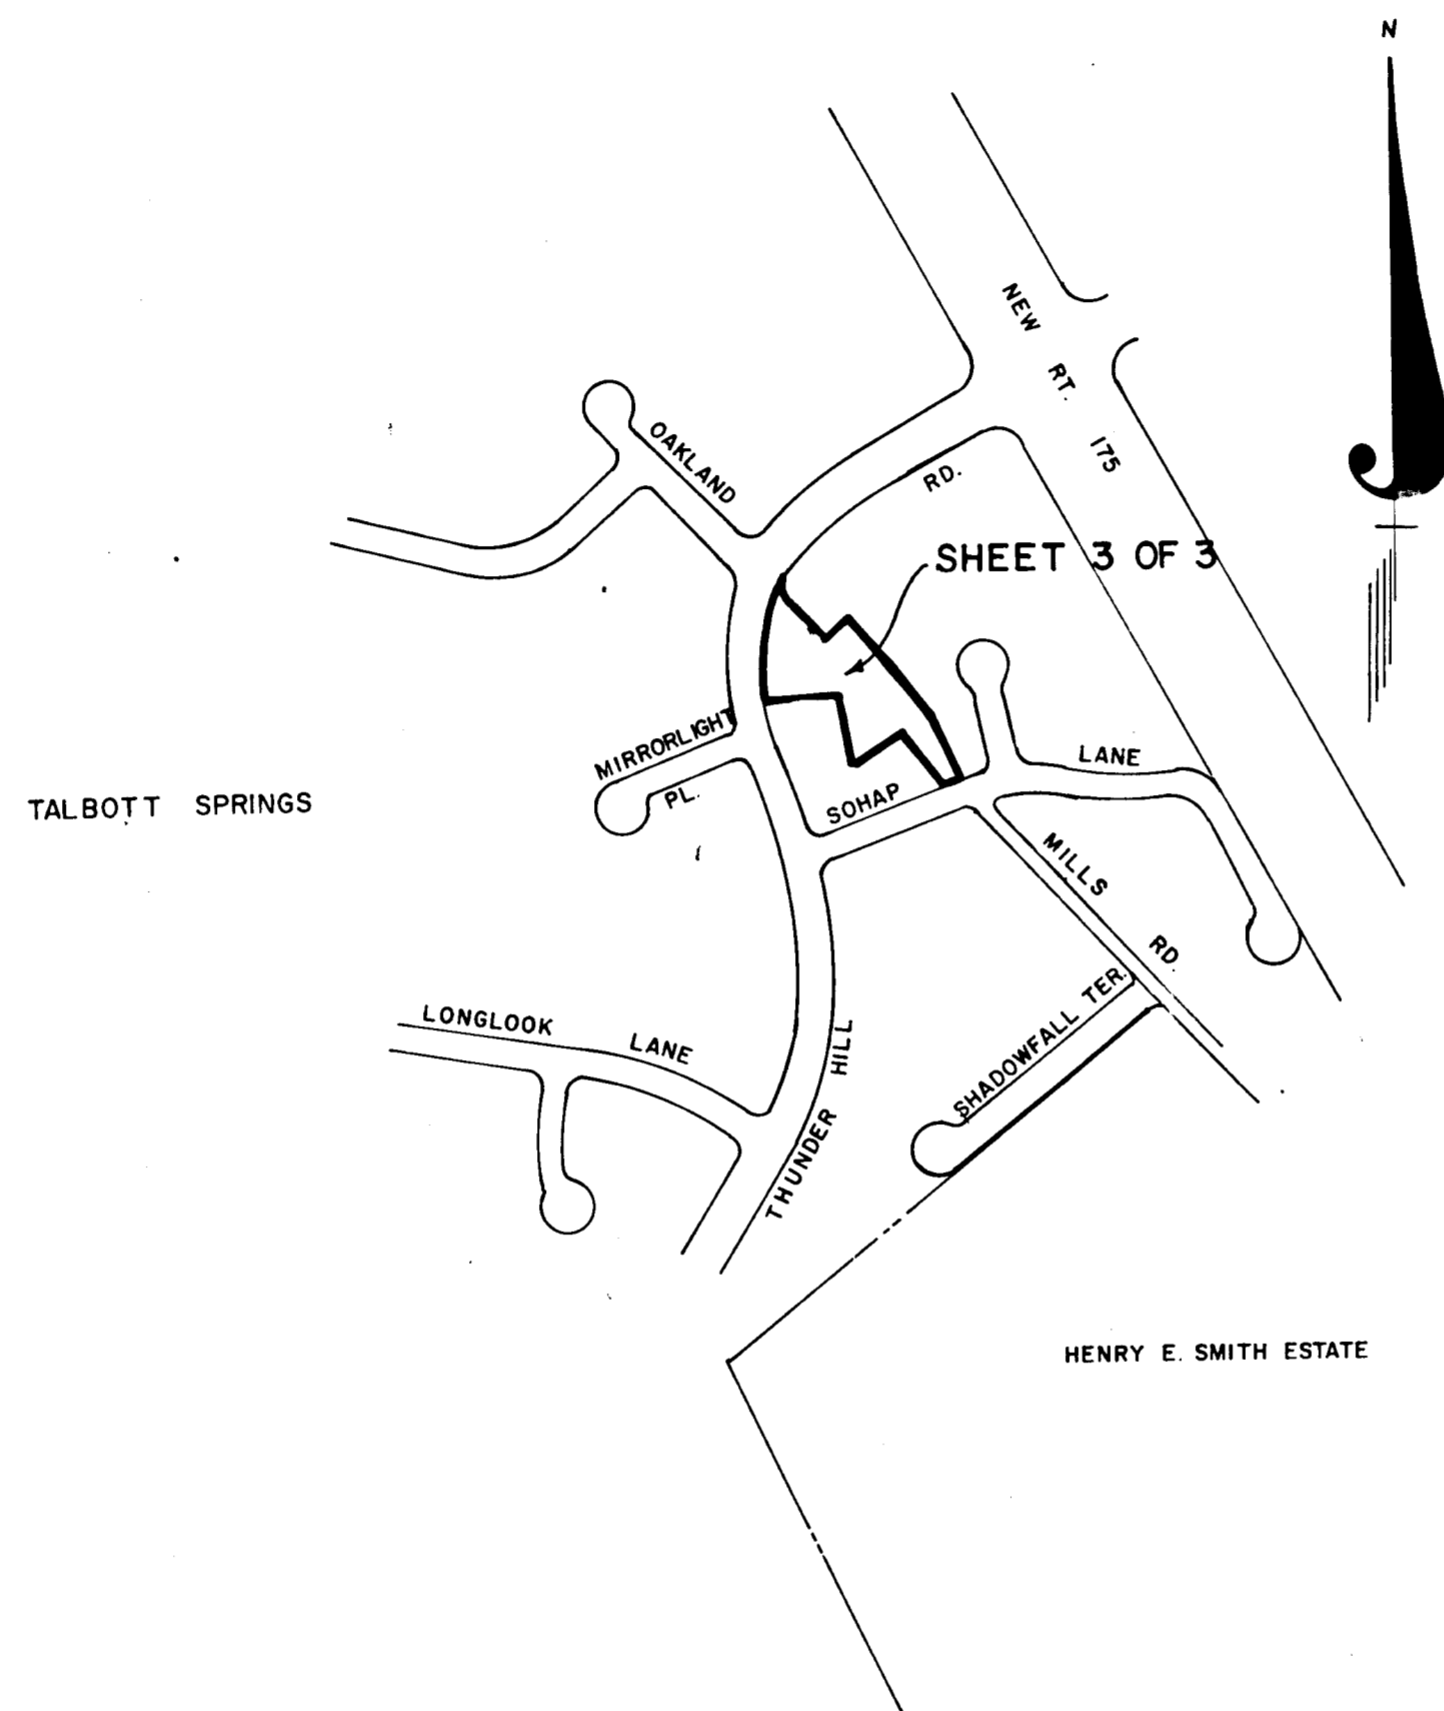 N
NEW RT. 175
OAKLAND
RD.
SHEET 3 OF 3
MIRRORLIGHT
PL.
LANE
TALBOTT SPRINGS
SOHAP
MILLS
RD.
SHADOWFALL TER.
LONGLOOK
LANE
THUNDER HILL
HENRY E. SMITH ESTATE